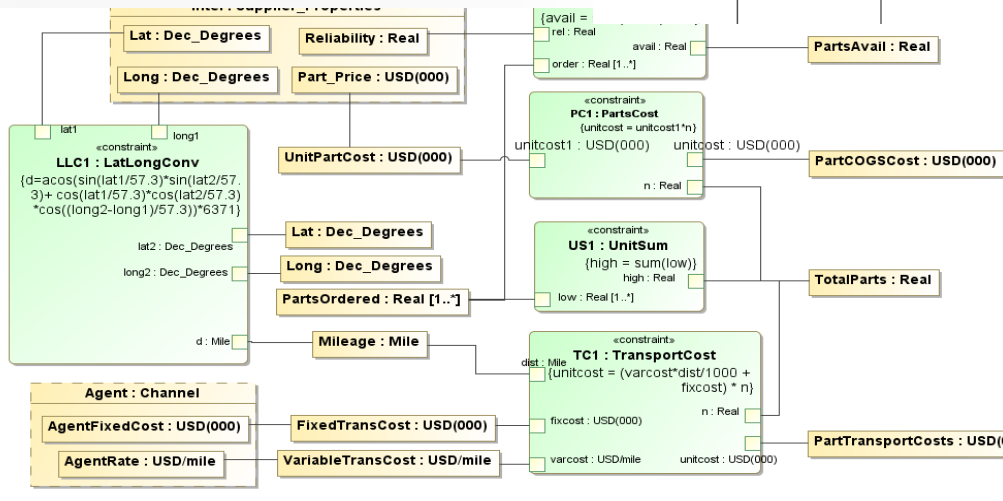 Inter : Supplier_Properties
Lat : Dec_Degrees
Reliability : Real
Long : Dec_Degrees
Part_Price : USD(000)
{avail =
rel : Real
avail : Real
order : Real [1..*]
PartsAvail : Real
lat1
long1
«constraint»
LLC1 : LatLongConv
{d=acos(sin(lat1/57.3)*sin(lat2/57.
3)+ cos(lat1/57.3)*cos(lat2/57.3)
*cos((long2-long1)/57.3))*6371}
lat2 : Dec_Degrees
long2 : Dec_Degrees
d : Mile
UnitPartCost : USD(000)
«constraint»
PC1 : PartsCost
{unitcost = unitcost1*n}
unitcost1 : USD(000)
unitcost : USD(000)
n : Real
PartCOGSCost : USD(000)
Lat : Dec_Degrees
Long : Dec_Degrees
PartsOrdered : Real [1..*]
«constraint»
US1 : UnitSum
{high = sum(low)}
high : Real
low : Real [1..*]
TotalParts : Real
Mileage : Mile
«constraint»
TC1 : TransportCost
dist : Mile
{unitcost = (varcost*dist/1000 +
fixcost) * n}
n : Real
fixcost : USD(000)
varcost : USD/mile
unitcost : USD(000)
PartTransportCosts : USD(0
Agent : Channel
AgentFixedCost : USD(000)
FixedTransCost : USD(000)
AgentRate : USD/mile
VariableTransCost : USD/mile